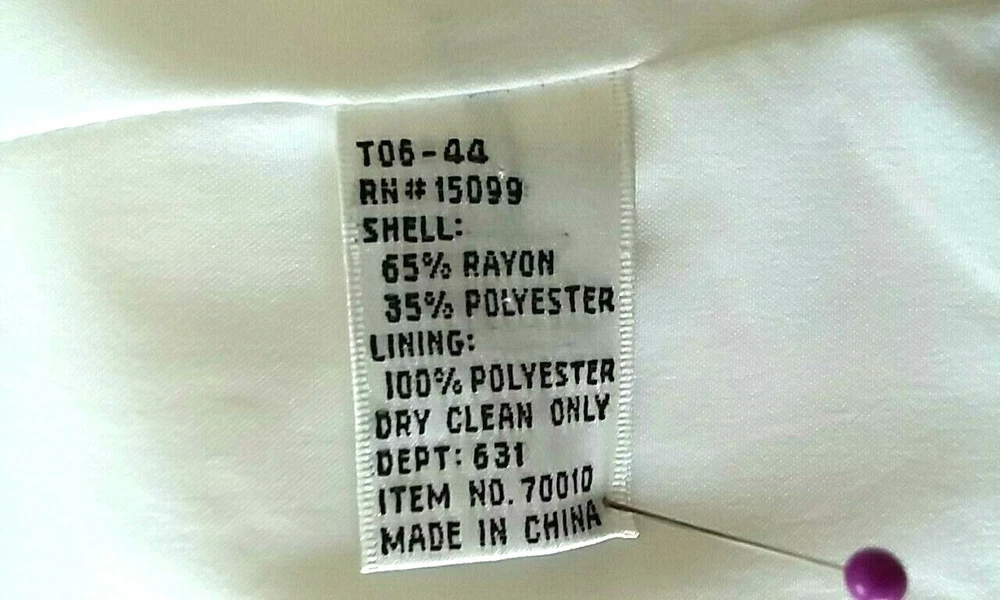 T06-44
RN#15099
SHELL:
65% RAYON
35% POLYESTER
LINING:
100% POLYESTER
DRY CLEAN ONLY
DEPT: 631
ITEM NO. 70010
MADE IN CHINA